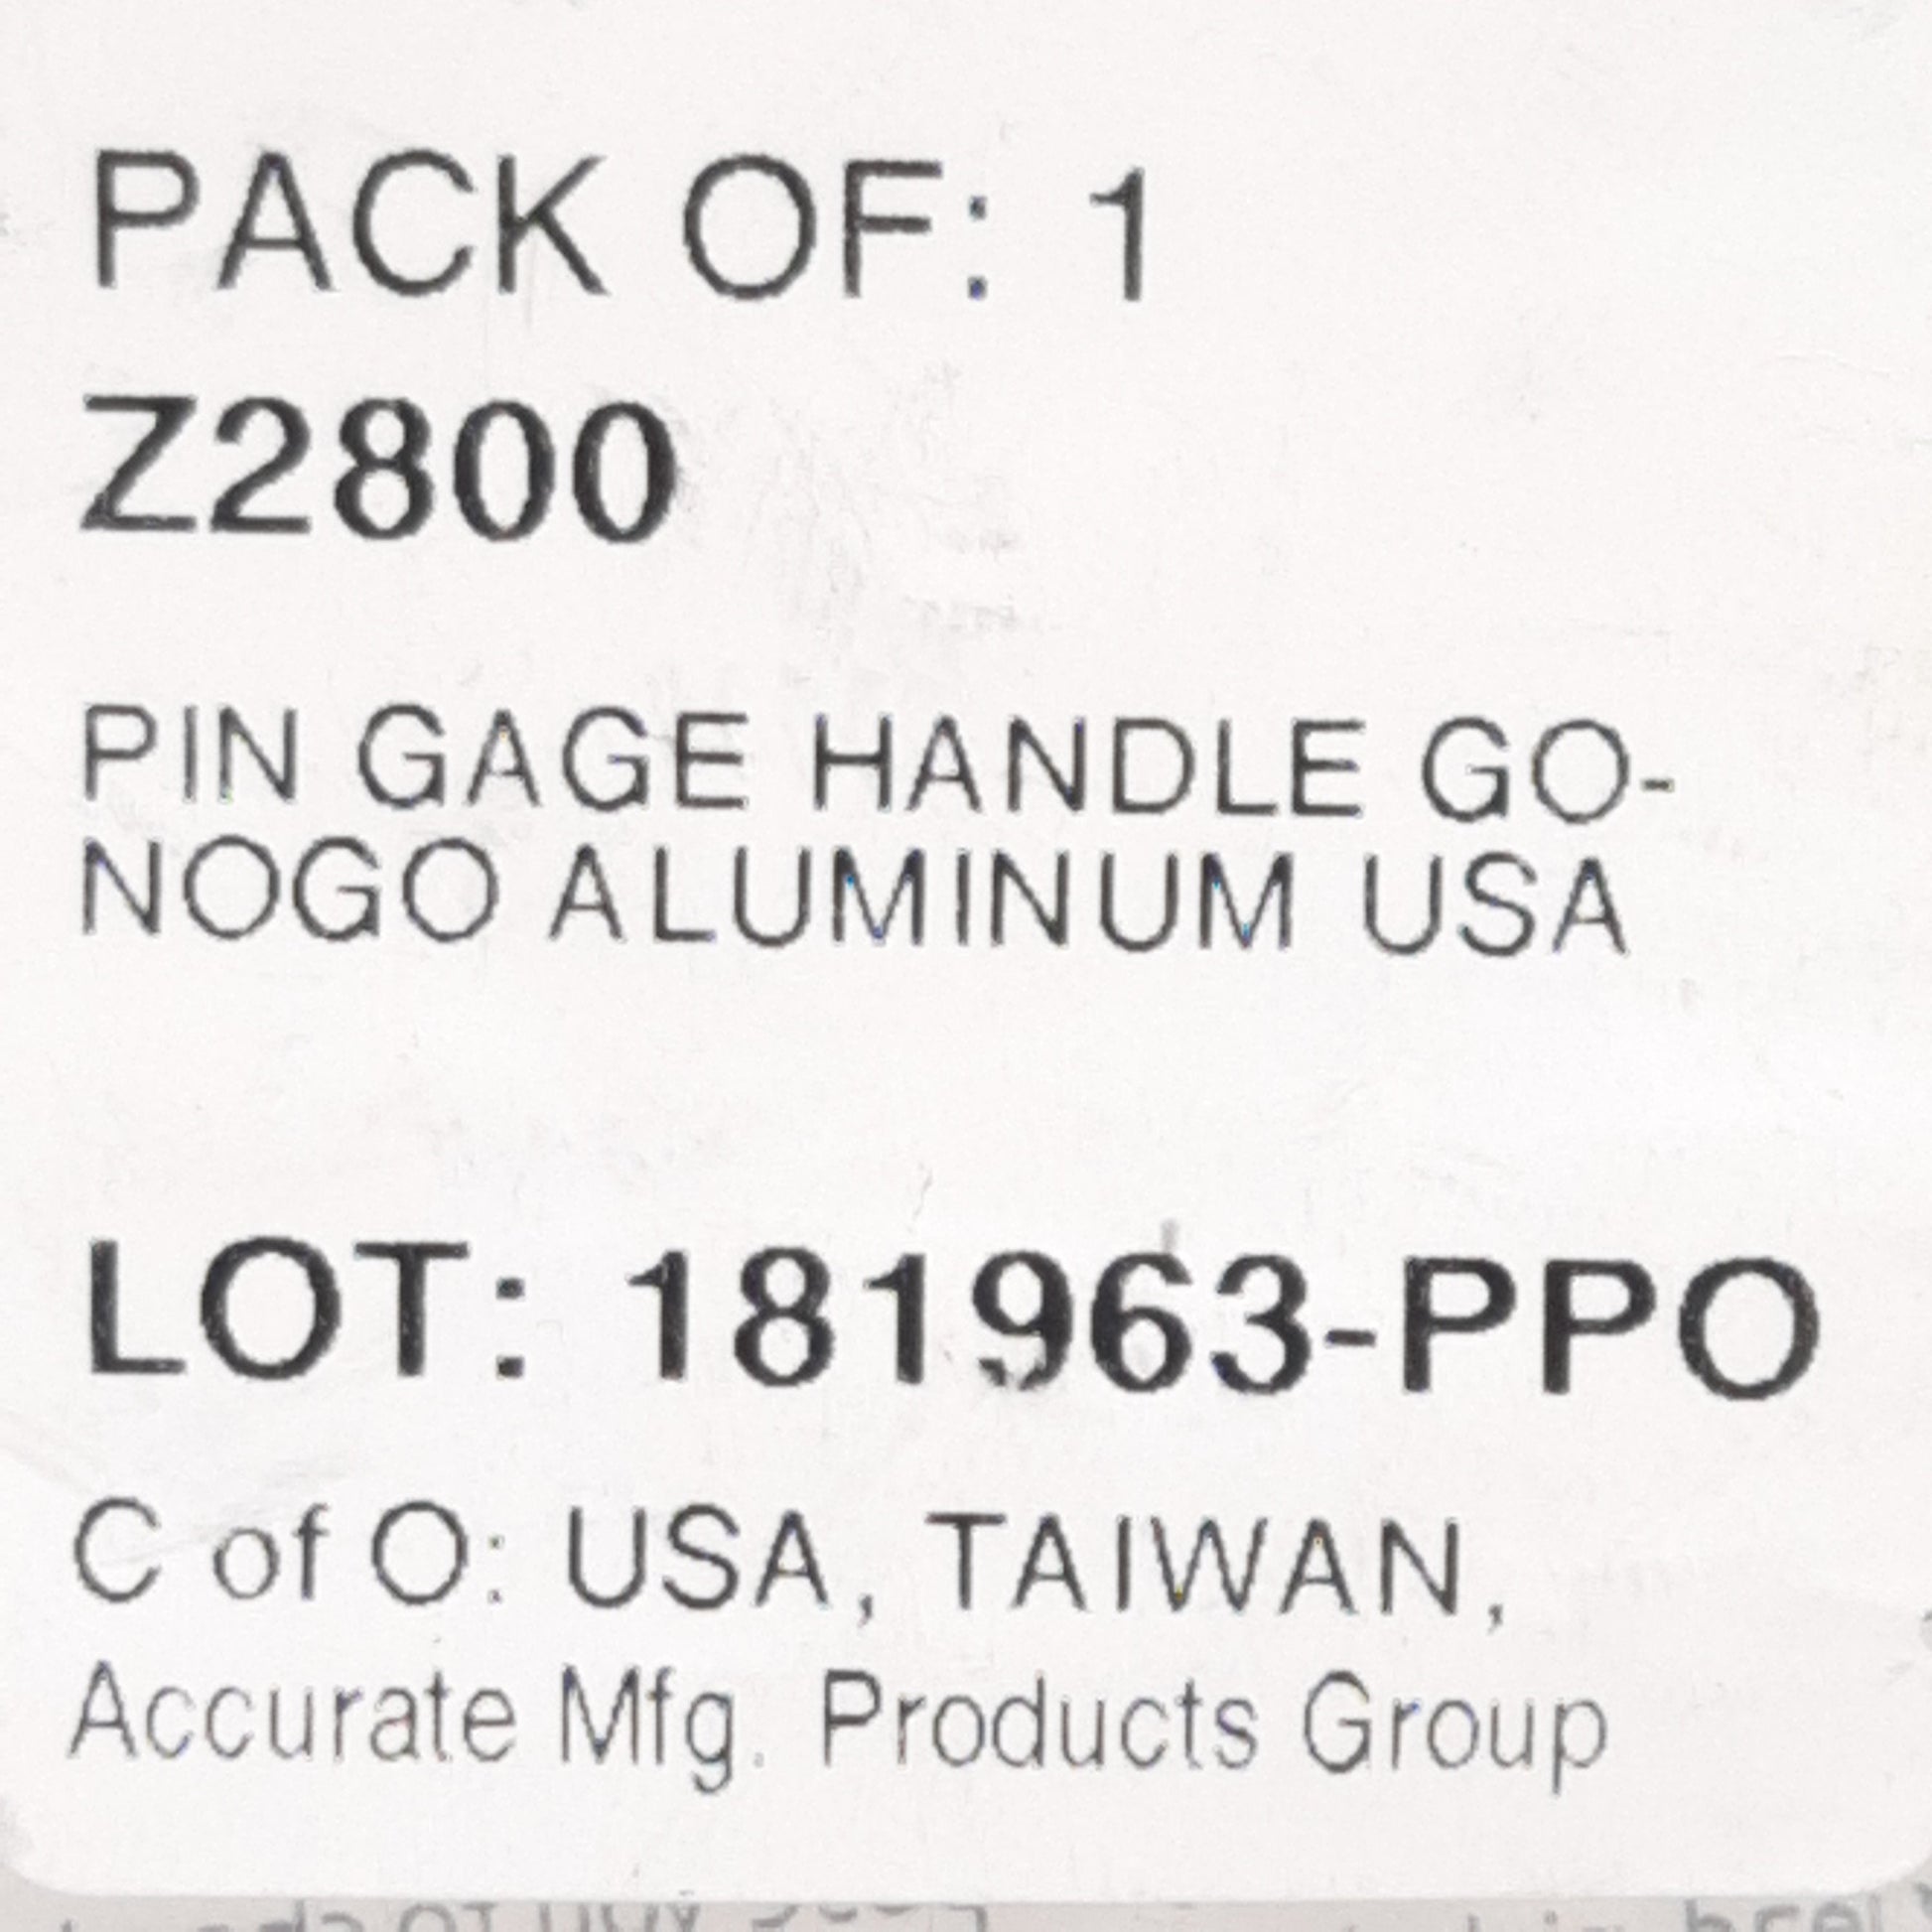 PACK OF: 1
Z2800
PIN GAGE HANDLE GO-
NOGO ALUMINUM USA
LOT: 181963-PPO
C of O: USA, TAIWAN,
Accurate Mfg. Products Group